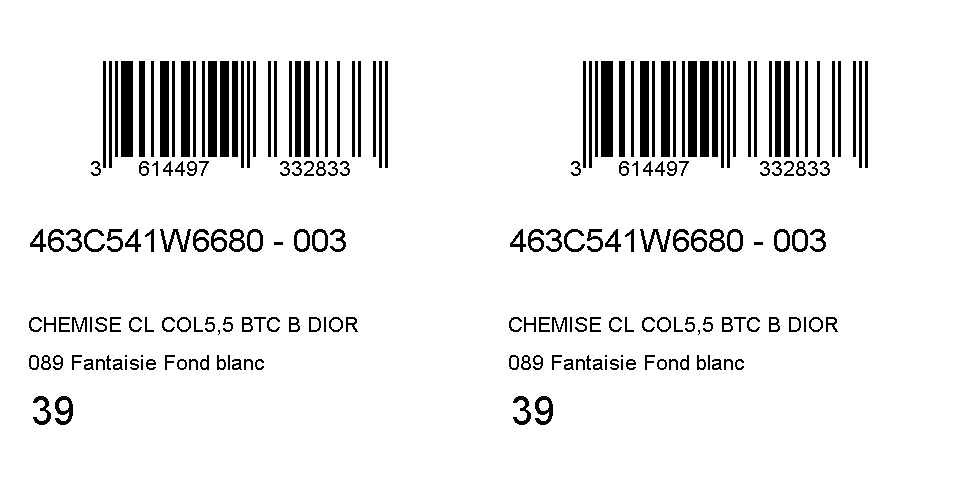 3 614497 332833
463C541W6680 - 003
CHEMISE CL COL5,5 BTC B DIOR
089 Fantaisie Fond blanc
39
3 614497 332833
463C541W6680 - 003
CHEMISE CL COL5,5 BTC B DIOR
089 Fantaisie Fond blanc
39